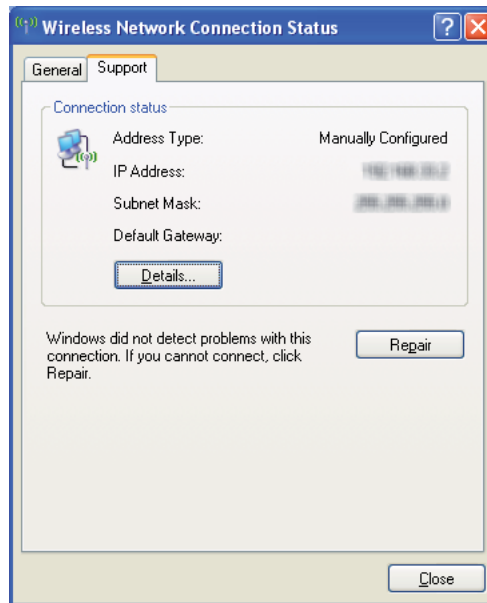 Wireless Network Connection Status
General Support
Connection status
Address Type: Manually Configured
IP Address:
Subnet Mask:
Default Gateway:
Details...
Windows did not detect problems with this
connection. If you cannot connect, click
Repair.
Repair
Close